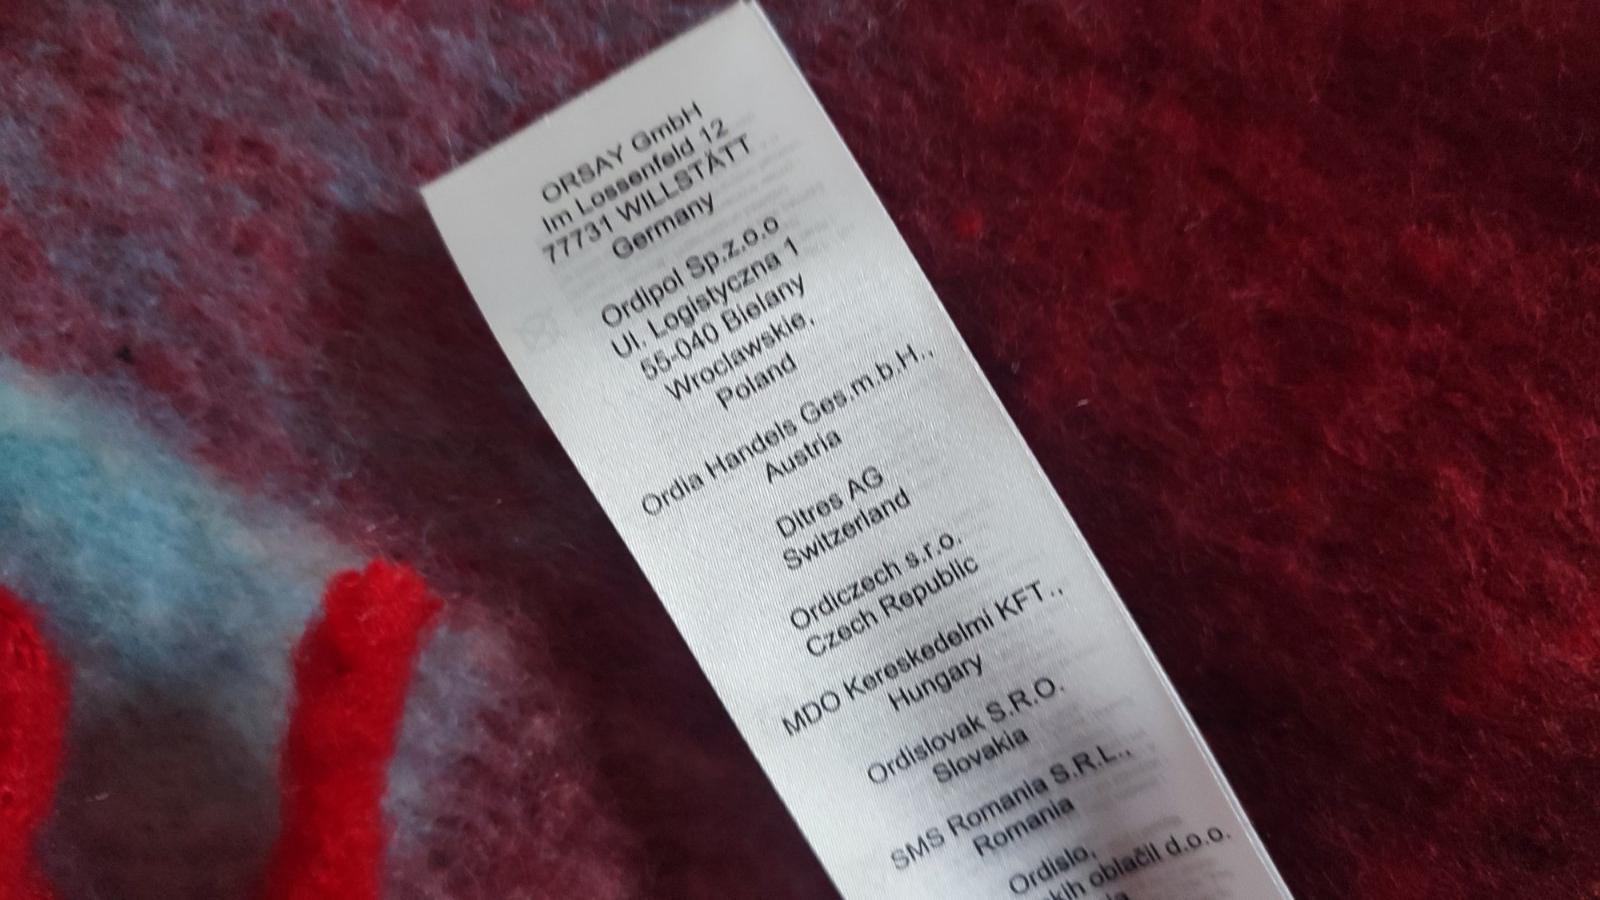 ORSAY GmbH
Im Lossenfeld 12
77731 WILLSTÄTT
Germany
Ordipol Sp.z.o.o
Ul. Logistyczna 1
55-040 Bielany
Wroclawskie,
Poland
Ordia Handels Ges.m.b.H.,
Austria
Ditres AG
Switzerland
Ordiczech s.r.o.
Czech Republic
MDO Kereskedelmi KFT.,
Hungary
Ordislovak S.R.O.
Slovakia
SMS Romania S.R.L.,
Romania
Ordislo,
oblačil d.o.o.